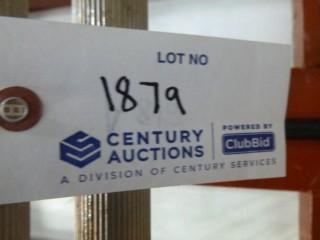 LOT NO
1879
CENTURY AUCTIONS
POWERED BY
ClubBid
A DIVISION OF CENTURY SERVICES